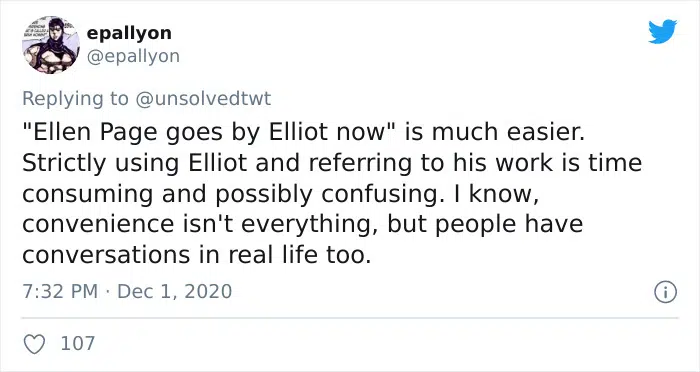 epallyon
@epallyon
Replying to @unsolvedtwt
"Ellen Page goes by Elliot now" is much easier.
Strictly using Elliot and referring to his work is time
consuming and possibly confusing. I know,
convenience isn't everything, but people have
conversations in real life too.
7:32 PM · Dec 1, 2020
107